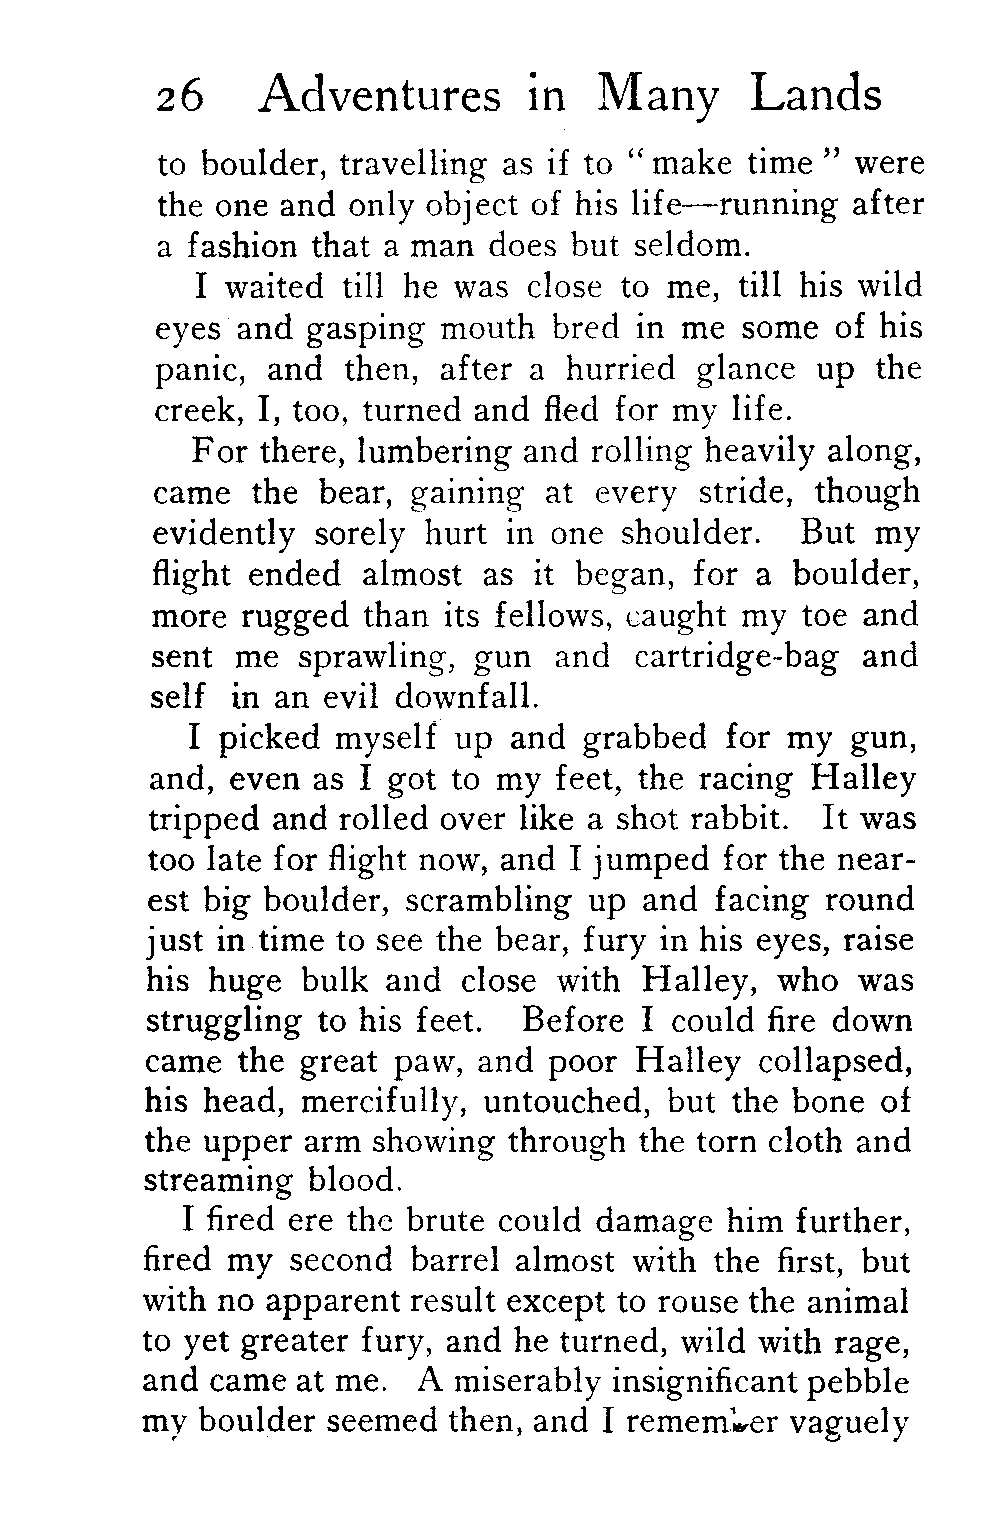 26 Adventures in Many Lands
to boulder, travelling as if to "make time" were
the one and only object of his life—running after
a fashion that a man does but seldom.
I waited till he was close to me, till his wild
eyes and gasping mouth bred in me some of his
panic, and then, after a hurried glance up the
creek, I, too, turned and fled for my life.
For there, lumbering and rolling heavily along,
came the bear, gaining at every stride, though
evidently sorely hurt in one shoulder. But my
flight ended almost as it began, for a boulder,
more rugged than its fellows, caught my toe and
sent me sprawling, gun and cartridge-bag and
self in an evil downfall.
I picked myself up and grabbed for my gun,
and, even as I got to my feet, the racing Halley
tripped and rolled over like a shot rabbit. It was
too late for flight now, and I jumped for the near-
est big boulder, scrambling up and facing round
just in time to see the bear, fury in his eyes, raise
his huge bulk and close with Halley, who was
struggling to his feet. Before I could fire down
came the great paw, and poor Halley collapsed,
his head, mercifully, untouched, but the bone of
the upper arm showing through the torn cloth and
streaming blood.
I fired ere the brute could damage him further,
fired my second barrel almost with the first, but
with no apparent result except to rouse the animal
to yet greater fury, and he turned, wild with rage,
and came at me. A miserably insignificant pebble
my boulder seemed then, and I remember vaguely